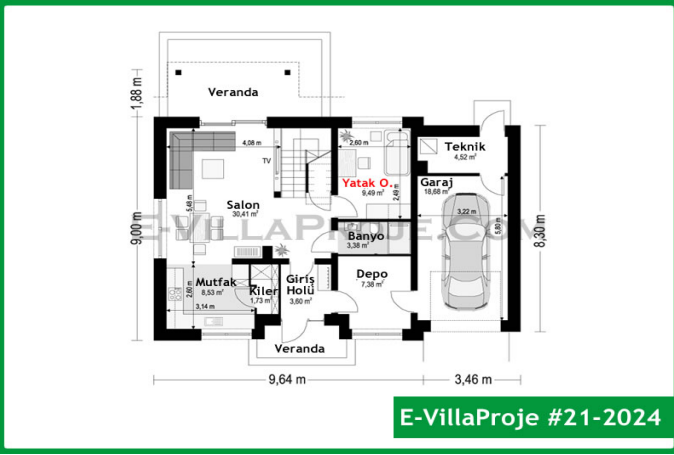 Veranda
1,88 m
4,08 m
TV
2,60 m
Yatak O.
9,49 m²
2,49 m
Teknik
4,52 m²
Garaj
18,68 m²
3,22 m
5,80 m
Salon
30,41 m²
5,48 m
E-VillaProje.Com
9,00 m
8,30 m
Banyo
3,38 m²
Mutfak
8,53 m²
2,60 m
3,14 m
Kiler
1,73 m²
Giriş
Holü
3,60 m²
Depo
7,38 m²
Veranda
9,64 m
3,46 m
E-VillaProje #21-2024